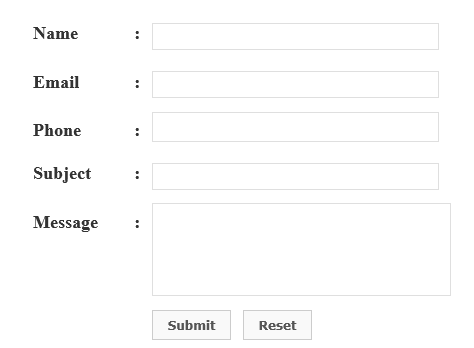 Name :
Email :
Phone :
Subject :
Message :
Submit Reset